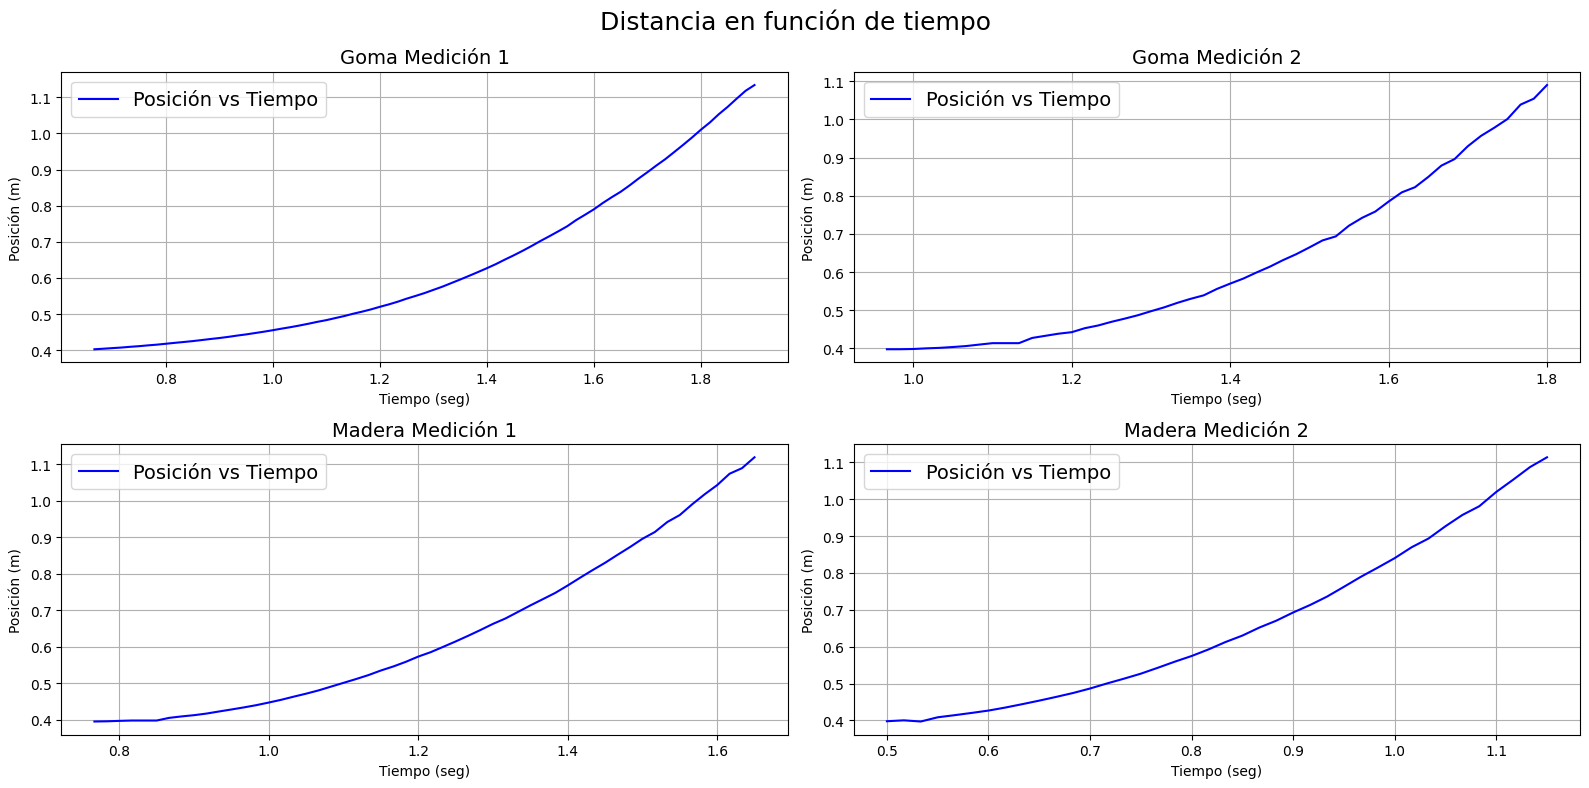 Distancia en función de tiempo
Goma Medición 1
Posición vs Tiempo
Posición (m)
1.1
1.0
0.9
0.8
0.7
0.6
0.5
0.4
0.8 1.0 1.2 1.4 1.6 1.8
Tiempo (seg)
Goma Medición 2
Posición vs Tiempo
Posición (m)
1.1
1.0
0.9
0.8
0.7
0.6
0.5
0.4
1.0 1.2 1.4 1.6 1.8
Tiempo (seg)
Madera Medición 1
Posición vs Tiempo
Posición (m)
1.1
1.0
0.9
0.8
0.7
0.6
0.5
0.4
0.8 1.0 1.2 1.4 1.6
Tiempo (seg)
Madera Medición 2
Posición vs Tiempo
Posición (m)
1.1
1.0
0.9
0.8
0.7
0.6
0.5
0.4
0.5 0.6 0.7 0.8 0.9 1.0 1.1
Tiempo (seg)